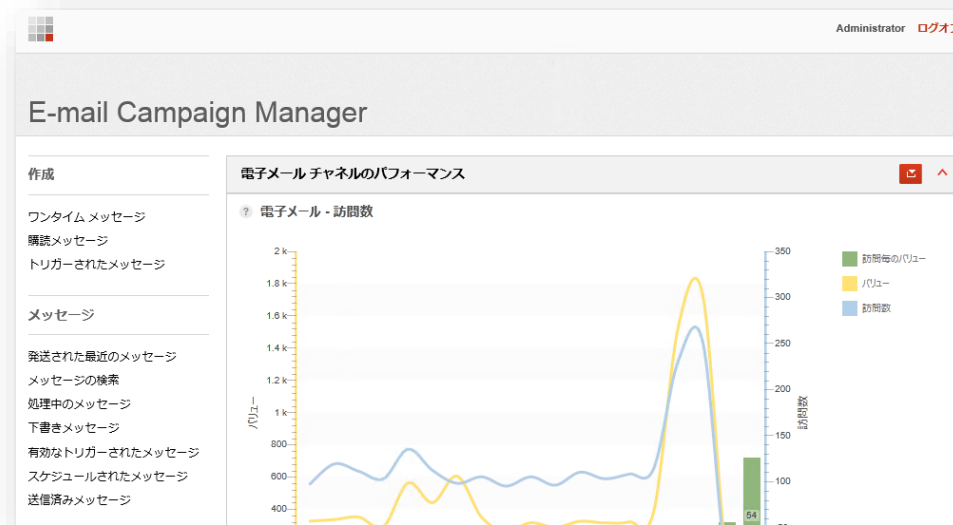 Administrator ログオフ
E-mail Campaign Manager
作成
ワンタイム メッセージ
購読メッセージ
トリガーされたメッセージ
メッセージ
発送された最近のメッセージ
メッセージの検索
処理中のメッセージ
下書きメッセージ
有効なトリガーされたメッセージ
スケジュールされたメッセージ
送信済みメッセージ
電子メール チャネルのパフォーマンス
? 電子メール - 訪問数
2 k
1.8 k
1.6 k
1.4 k
1.2 k
1 k
800
600
400
バリュー
350
300
250
200
150
100
訪問数
54
訪問毎のバリュー
バリュー
訪問数